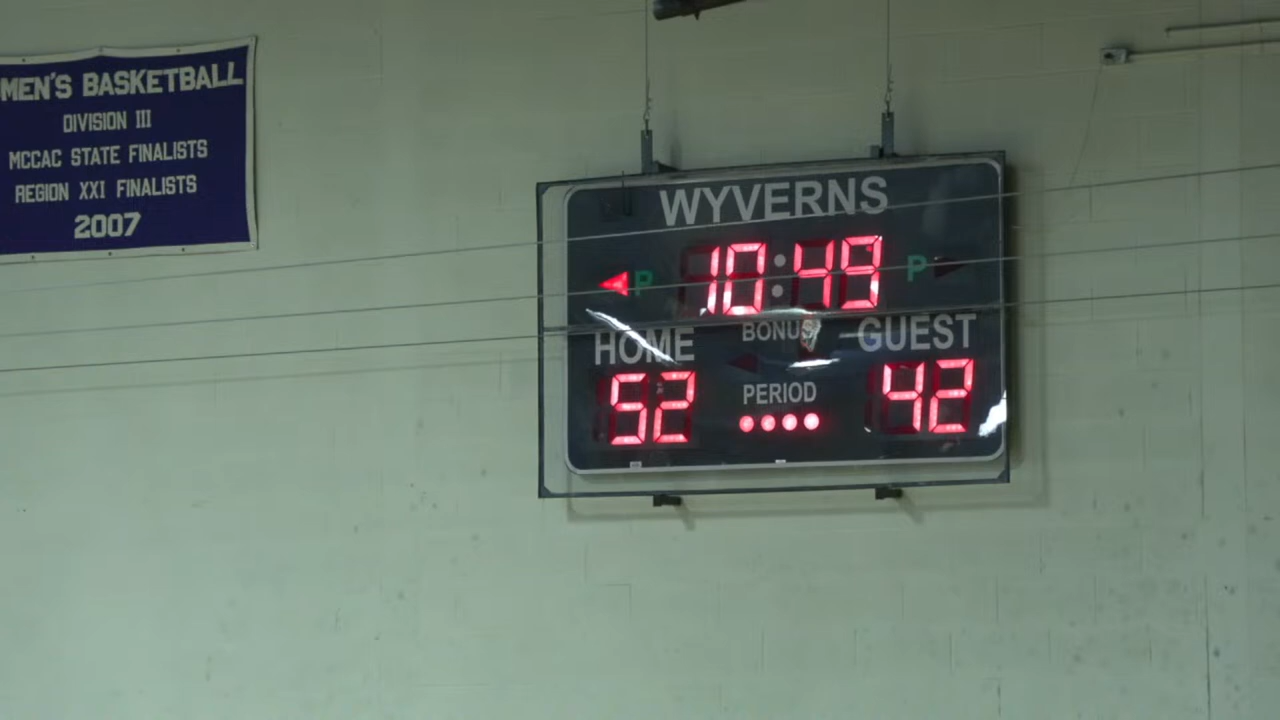 MEN'S BASKETBALL
DIVISION III
MCCAC STATE FINALISTS
REGION XXI FINALISTS
2007
WYVERNS
P 10:49 P
HOME BONUS GUEST
52 PERIOD 42